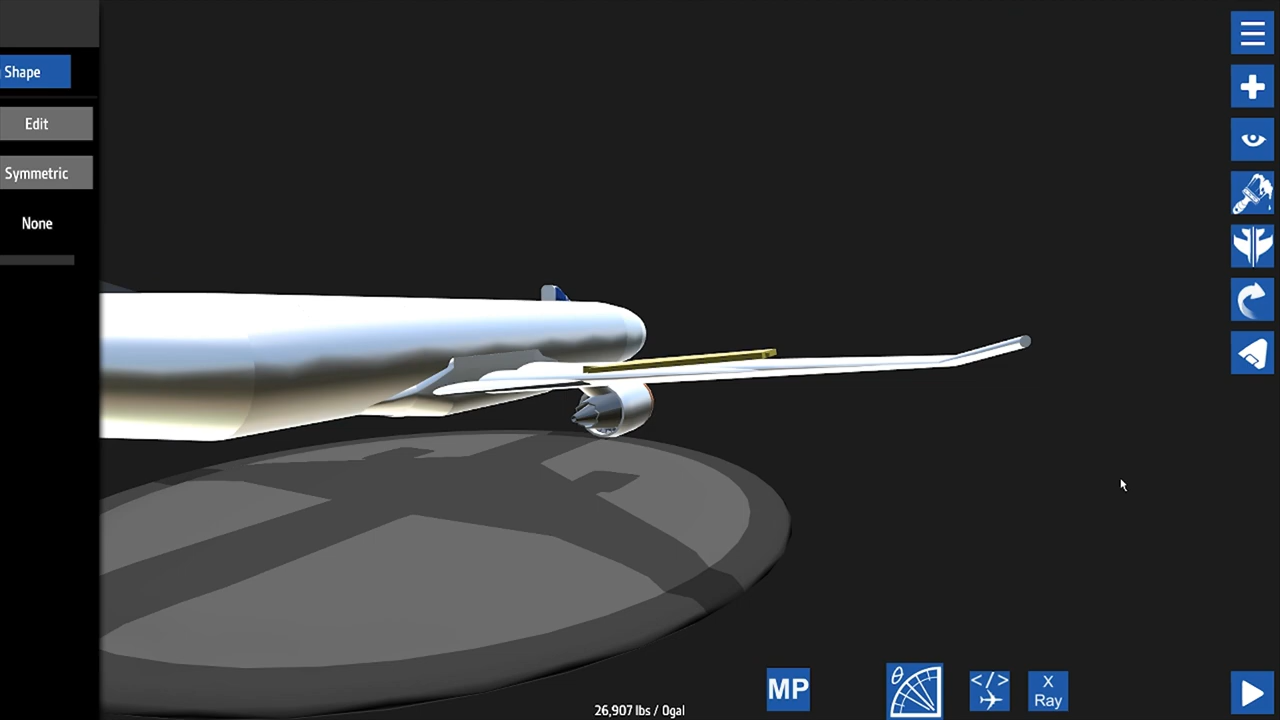 Shape
Edit
Symmetric
None
MP
θ
</>
X
Ray
26,907 lbs / 0gal